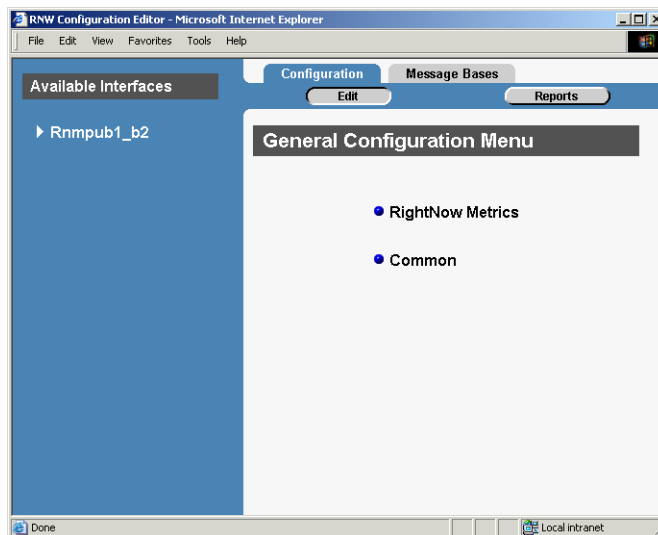 RNW Configuration Editor - Microsoft Internet Explorer
File Edit View Favorites Tools Help
Available Interfaces
Rnmpub1_b2
Configuration Message Bases
Edit Reports
General Configuration Menu
RightNow Metrics
Common
Done Local intranet